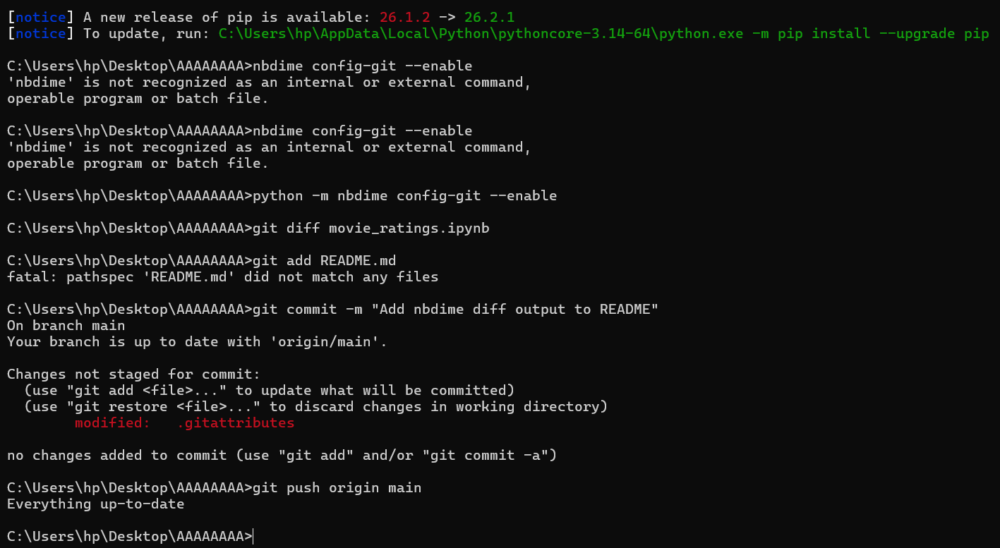 [notice] A new release of pip is available: 26.1.2 -> 26.2.1
[notice] To update, run: C:\Users\hp\AppData\Local\Python\pythoncore-3.14-64\python.exe -m pip install --upgrade pip
C:\Users\hp\Desktop\AAAAAAAA>nbdime config-git --enable
'nbdime' is not recognized as an internal or external command,
operable program or batch file.
C:\Users\hp\Desktop\AAAAAAAA>nbdime config-git --enable
'nbdime' is not recognized as an internal or external command,
operable program or batch file.
C:\Users\hp\Desktop\AAAAAAAA>python -m nbdime config-git --enable
C:\Users\hp\Desktop\AAAAAAAA>git diff movie_ratings.ipynb
C:\Users\hp\Desktop\AAAAAAAA>git add README.md
fatal: pathspec 'README.md' did not match any files
C:\Users\hp\Desktop\AAAAAAAA>git commit -m "Add nbdime diff output to README"
On branch main
Your branch is up to date with 'origin/main'.
Changes not staged for commit:
  (use "git add <file>..." to update what will be committed)
  (use "git restore <file>..." to discard changes in working directory)
        modified:   .gitattributes
no changes added to commit (use "git add" and/or "git commit -a")
C:\Users\hp\Desktop\AAAAAAAA>git push origin main
Everything up-to-date
C:\Users\hp\Desktop\AAAAAAAA>